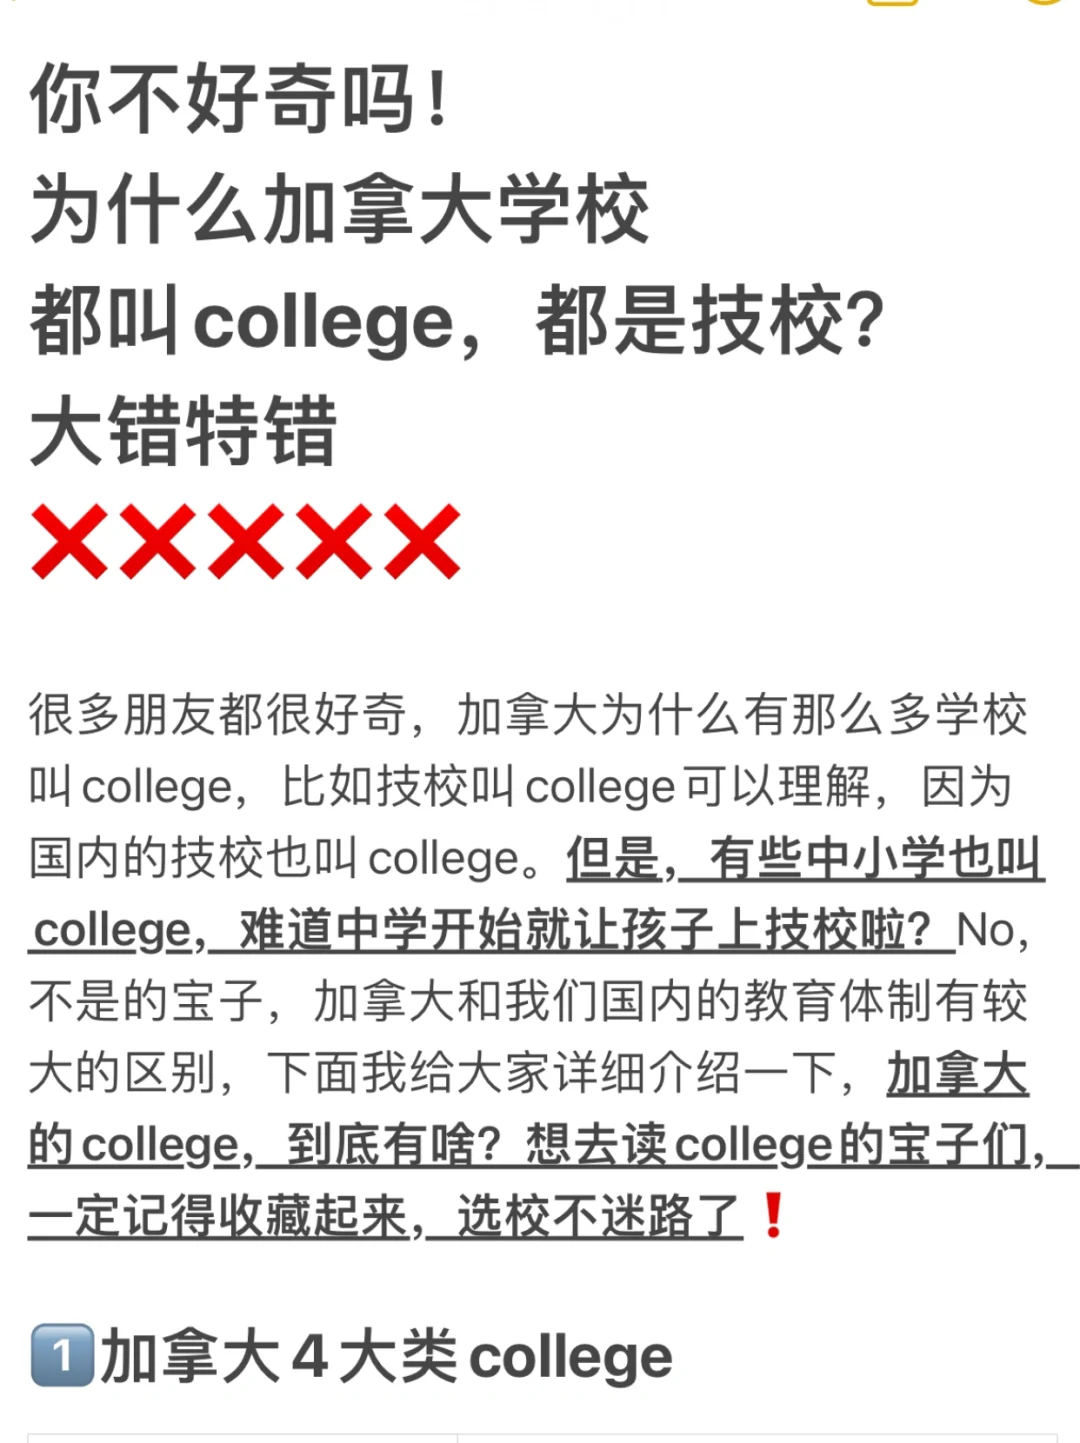 你不好奇吗！
为什么加拿大学校
都叫college，都是技校？
大错特错
❌❌❌❌❌
很多朋友都很好奇，加拿大为什么有那么多学校
叫college，比如技校叫college可以理解，因为
国内的技校也叫college。但是，有些中小学也叫
college，难道中学开始就让孩子上技校啦？No，
不是的宝子，加拿大和我们国内的教育体制有较
大的区别，下面我给大家详细介绍一下，加拿大
的college，到底有啥？想去读college的宝子们，
一定记得收藏起来，选校不迷路了❗
1️⃣加拿大4大类college